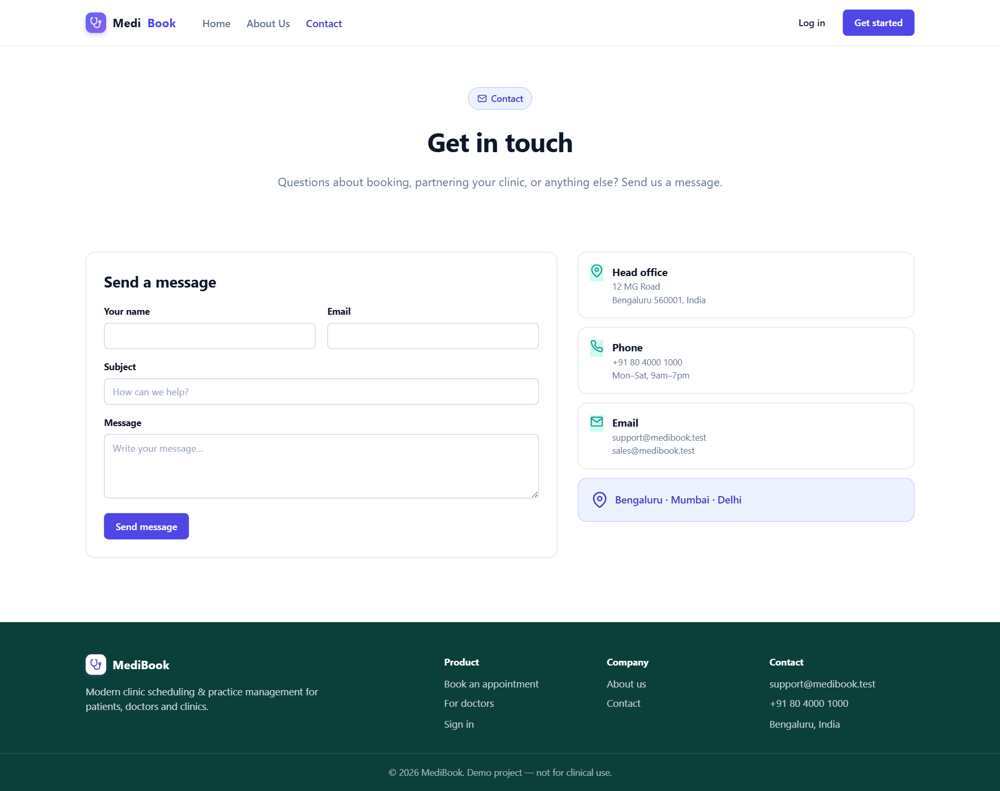 Medi Book
Home
About Us
Contact
Log in
Get started
Contact
Get in touch
Questions about booking, partnering your clinic, or anything else? Send us a message.
Send a message
Your name
Email
Subject
How can we help?
Message
Write your message...
Send message
Head office
12 MG Road
Bengaluru 560001, India
Phone
+91 80 4000 1000
Mon–Sat, 9am–7pm
Email
support@medibook.test
sales@medibook.test
Bengaluru · Mumbai · Delhi
MediBook
Modern clinic scheduling & practice management for
patients, doctors and clinics.
Product
Book an appointment
For doctors
Sign in
Company
About us
Contact
Contact
support@medibook.test
+91 80 4000 1000
Bengaluru, India
© 2026 MediBook. Demo project — not for clinical use.